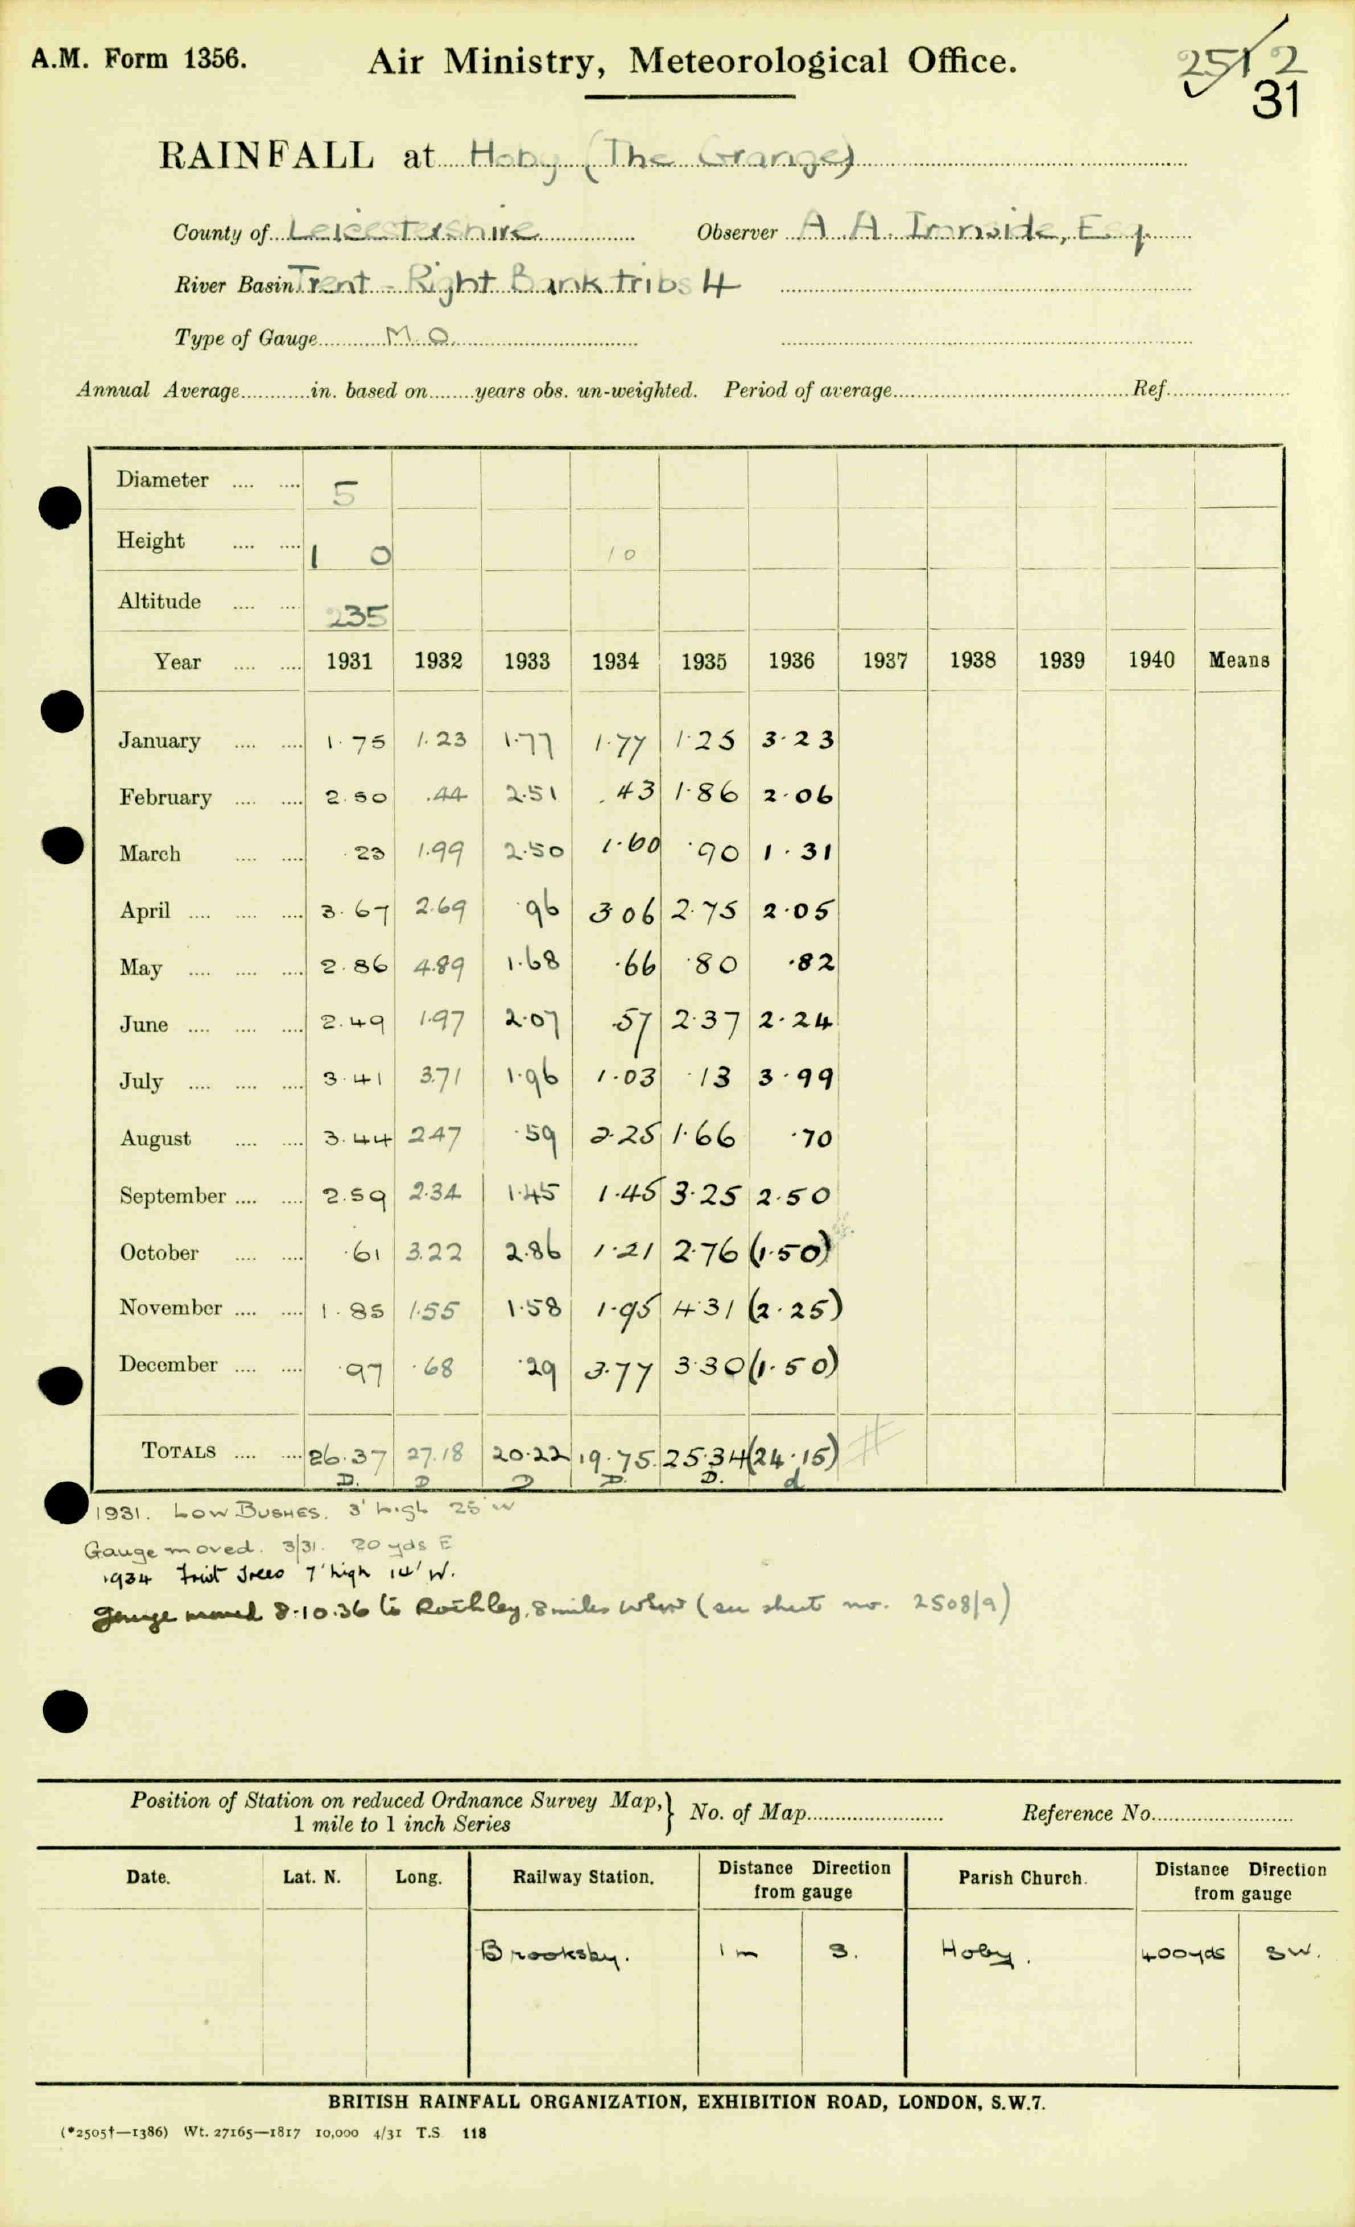 A.M. Form 1356.
Air Ministry, Meteorological Office.
2512
31
RAINFALL at Hoby (The Grange)
County of Leicestershire Observer A. A. Ironside, Esq.
River Basin Trent - Right Bank tribs 4
Type of Gauge M.O.
Annual Average in. based on years obs. un-weighted. Period of average Ref.
Diameter 5
Height 1 0 10
Altitude 235
Year 1931 1932 1933 1934 1935 1936 1937 1938 1939 1940 Means
January 1.75 1.23 1.77 1.77 1.25 3.23
February 2.50 .44 2.51 .43 1.86 2.06
March .23 1.99 2.50 1.60 .90 1.31
April 3.67 2.69 .96 3.06 2.75 2.05
May 2.86 4.89 1.68 .66 .80 .82
June 2.49 1.97 2.07 .57 2.37 2.24
July 3.41 3.71 1.96 1.03 .13 3.99
August 3.44 2.47 .59 2.25 1.66 .70
September 2.59 2.34 1.45 1.45 3.25 2.50
October .61 3.22 2.86 1.21 2.76 (1.50)
November 1.85 1.55 1.58 1.95 4.31 (2.25)
December .97 .68 .29 3.77 3.30 (1.50)
TOTALS 26.37 27.18 20.22 19.75 25.34 (24.15)
D. D D D. D. d
1931. Low Bushes. 3' high 25' W
Gauge moved. 3/31. 20 yds E
1934 Fruit Trees 7' high 14' W.
Gauge moved 8.10.36 to Rothley, 8 miles WSW (see sheet no. 2508/9)
Position of Station on reduced Ordnance Survey Map, } No. of Map Reference No.
1 mile to 1 inch Series
Date. Lat. N. Long. Railway Station. Distance Direction from gauge Parish Church. Distance Direction from gauge
Brooksby. 1 m S. Hoby. 400yds SW.
BRITISH RAINFALL ORGANIZATION, EXHIBITION ROAD, LONDON, S.W.7.
(*2505†—1386) Wt. 27165—1817 10,000 4/31 T.S. 118